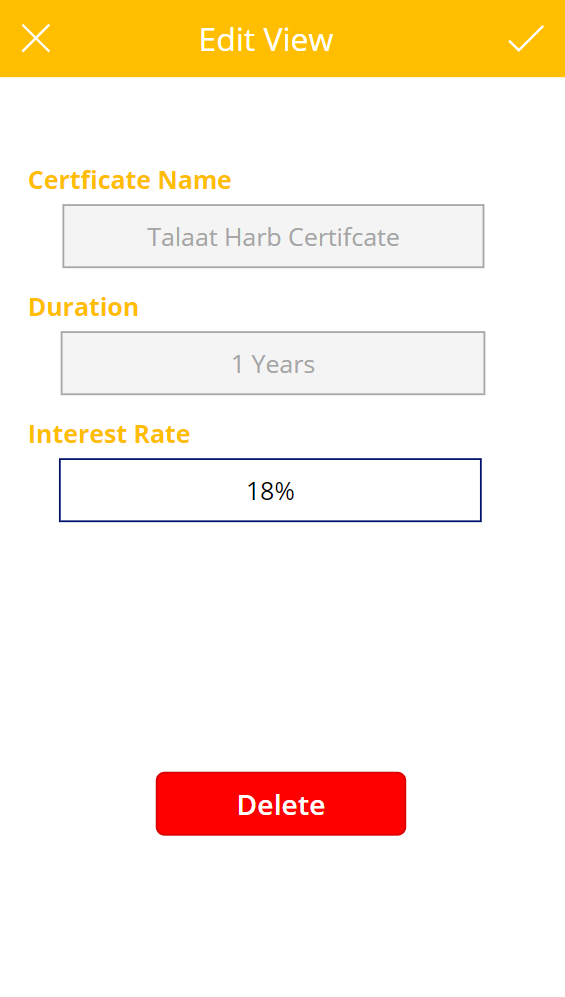 Edit View
Certficate Name
Talaat Harb Certifcate
Duration
1 Years
Interest Rate
18%
Delete